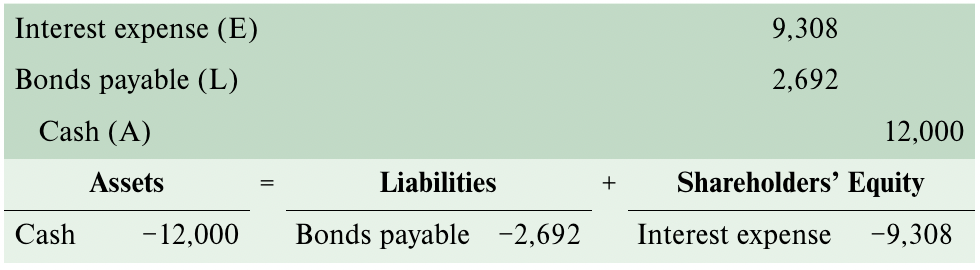 Interest expense (E) 9,308
Bonds payable (L) 2,692
Cash (A) 12,000
Assets = Liabilities + Shareholders’ Equity
Cash −12,000 Bonds payable −2,692 Interest expense −9,308